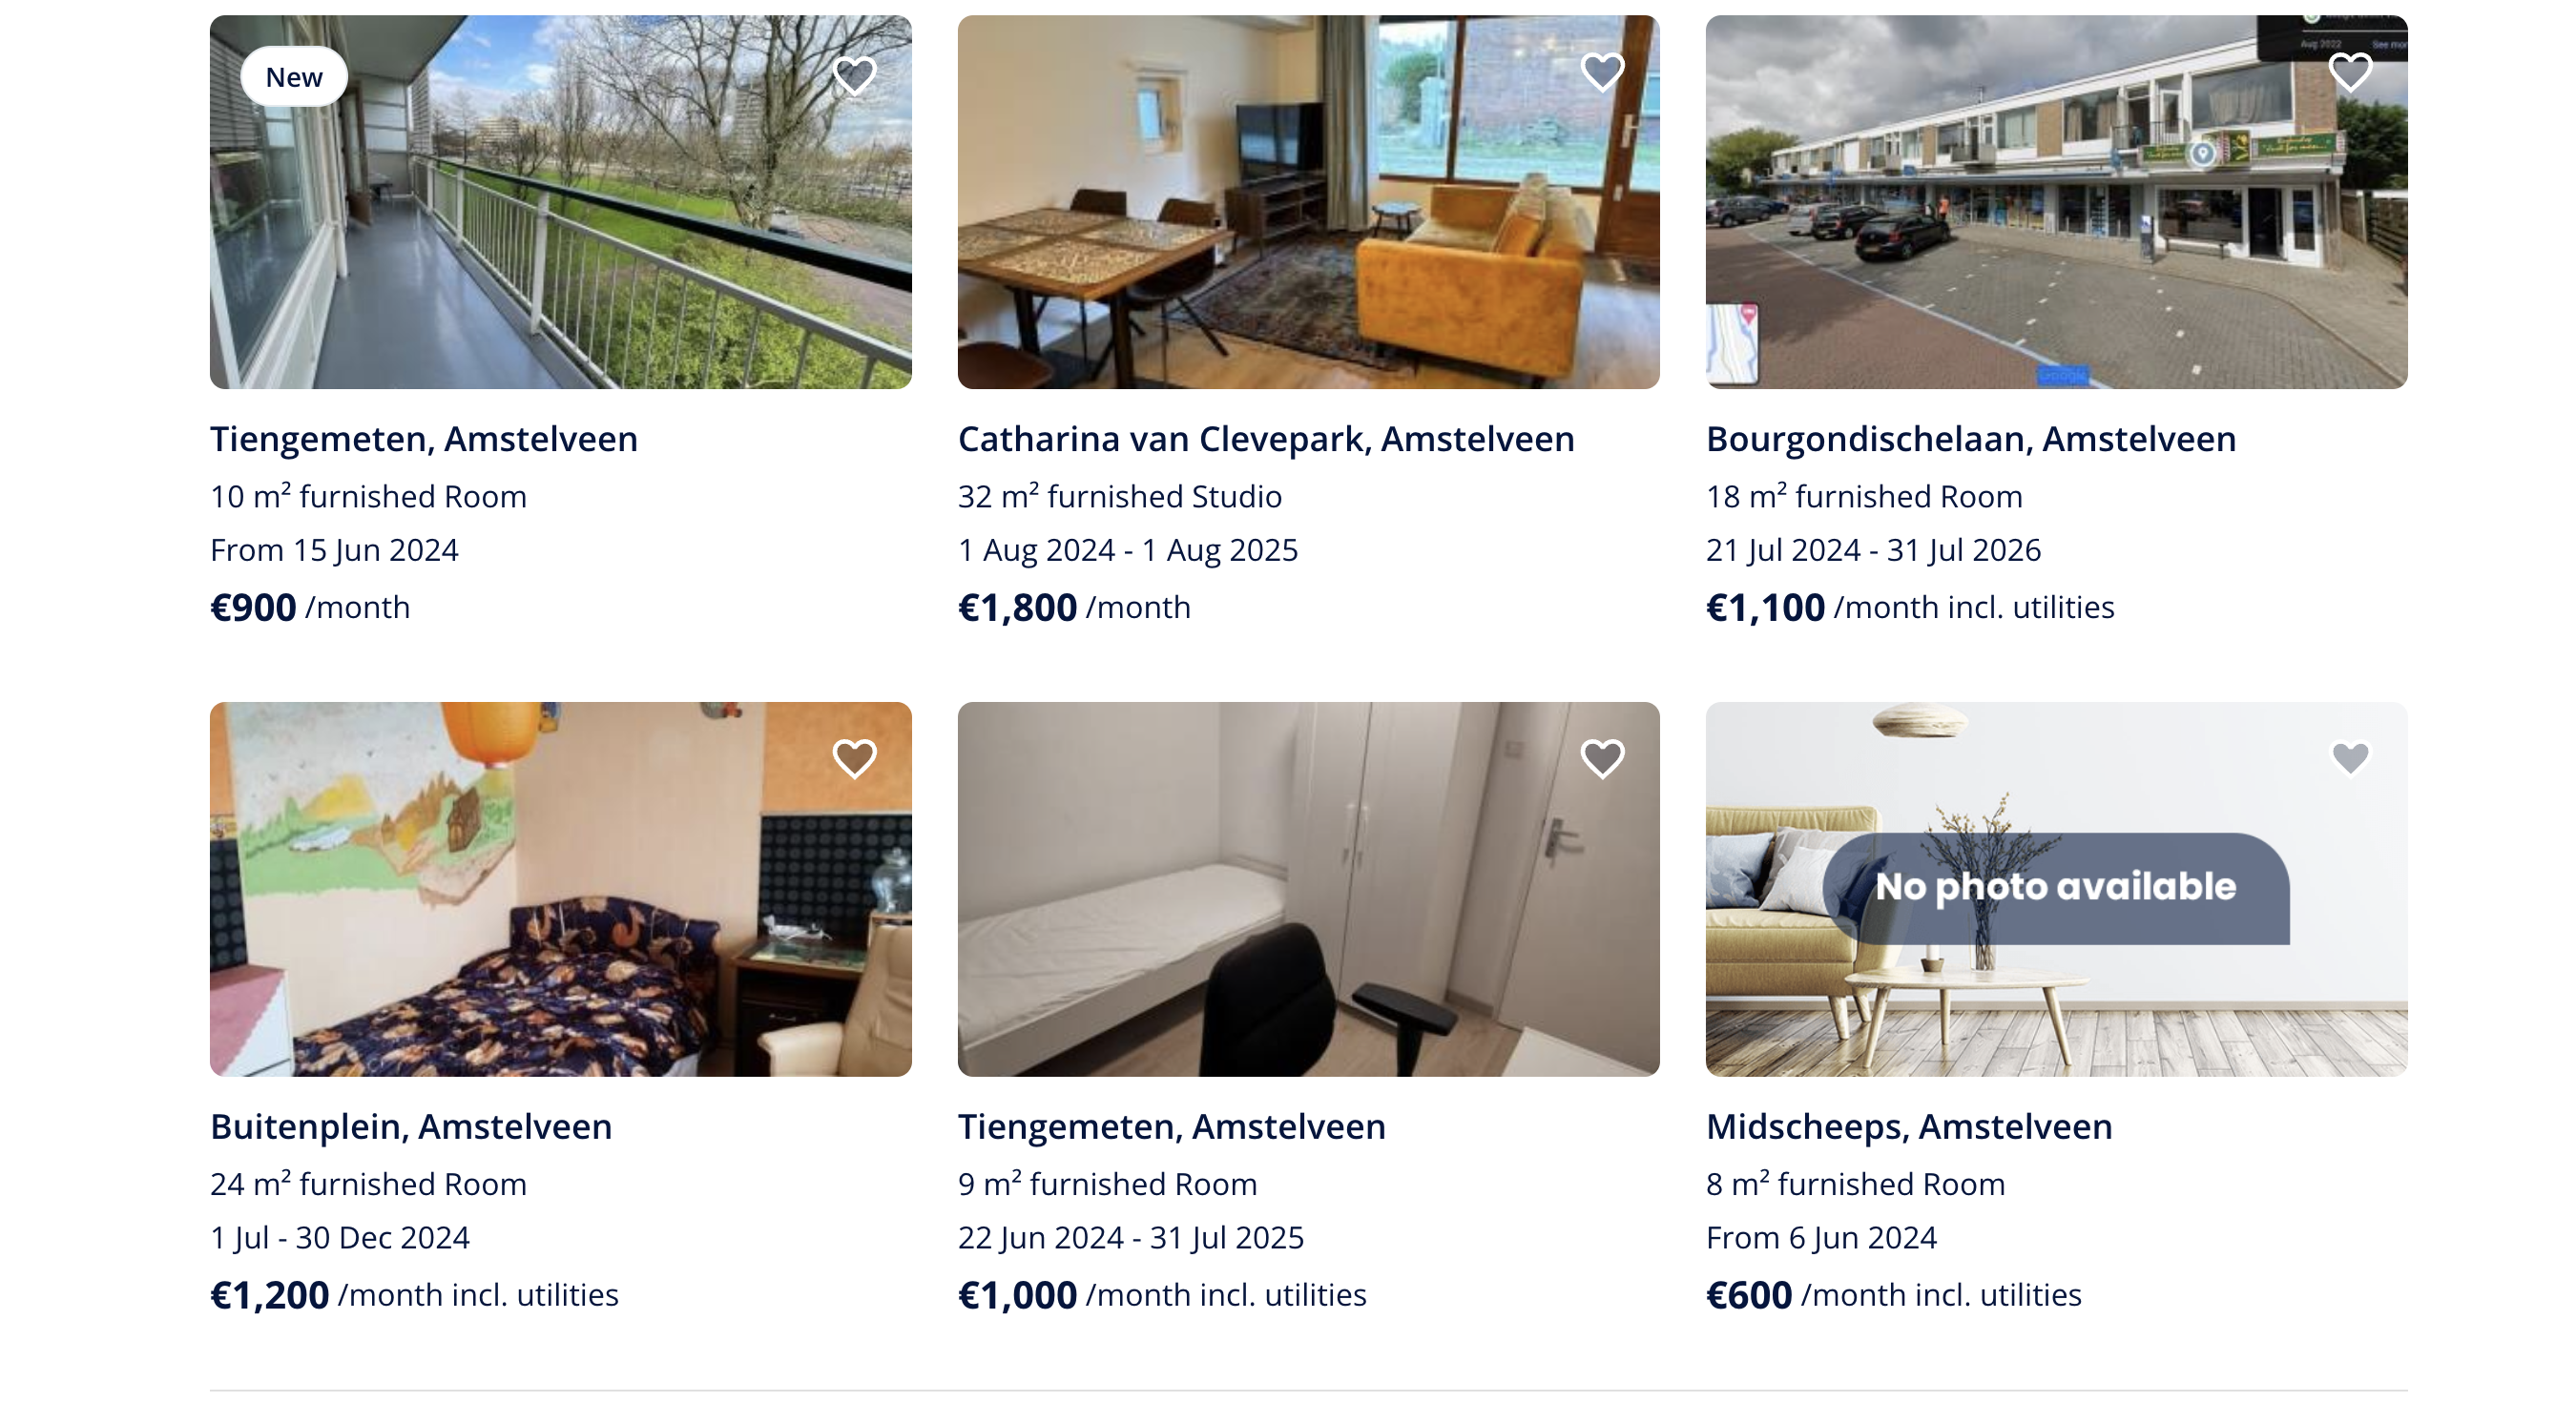 New
Aug 2022 See mor
Google
Tiengemeten, Amstelveen
10 m² furnished Room
From 15 Jun 2024
€900 /month
Catharina van Clevepark, Amstelveen
32 m² furnished Studio
1 Aug 2024 - 1 Aug 2025
€1,800 /month
Bourgondischelaan, Amstelveen
18 m² furnished Room
21 Jul 2024 - 31 Jul 2026
€1,100 /month incl. utilities
No photo available
Buitenplein, Amstelveen
24 m² furnished Room
1 Jul - 30 Dec 2024
€1,200 /month incl. utilities
Tiengemeten, Amstelveen
9 m² furnished Room
22 Jun 2024 - 31 Jul 2025
€1,000 /month incl. utilities
Midscheeps, Amstelveen
8 m² furnished Room
From 6 Jun 2024
€600 /month incl. utilities